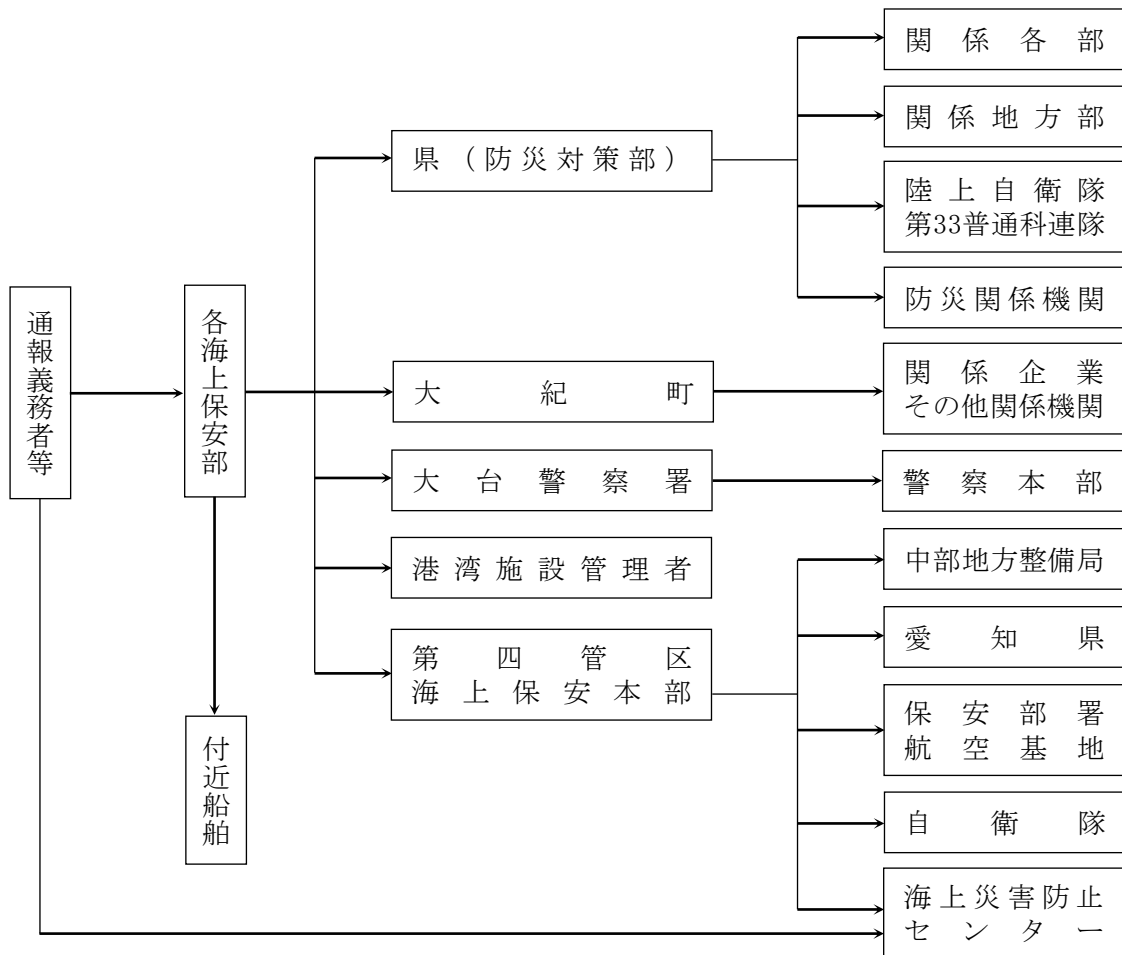 通報義務者等
各海上保安部
付近船舶
県（防災対策部）
大紀町
大台警察署
港湾施設管理者
第四管区
海上保安本部
関係各部
関係地方部
陸上自衛隊
第33普通科連隊
防災関係機関
関係企業
その他関係機関
警察本部
中部地方整備局
愛知県
保安部署
航空基地
自衛隊
海上災害防止
センター